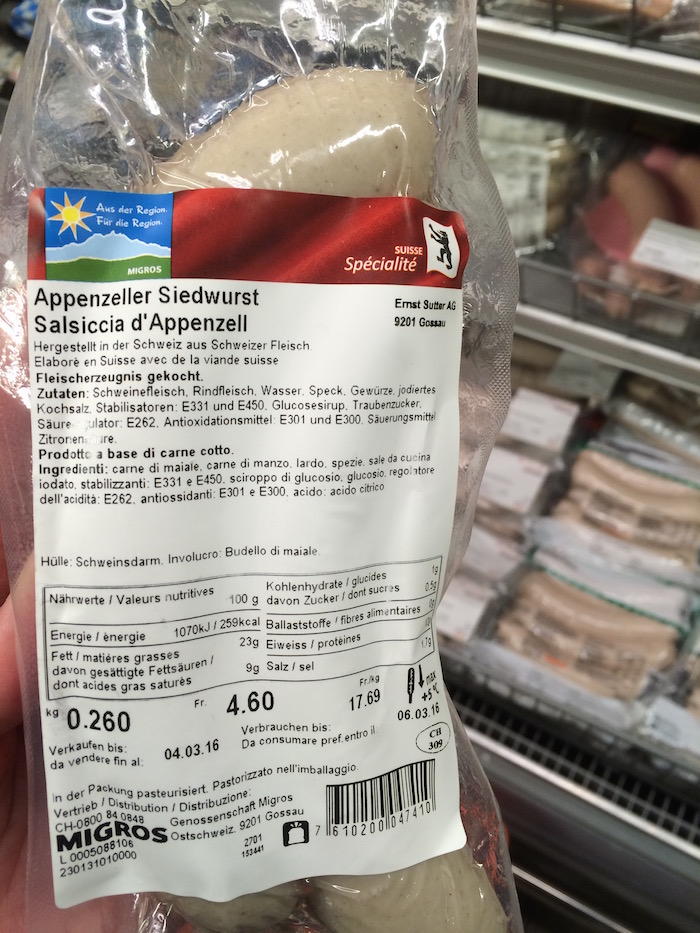 Aus der Region.
Für die Region.
MIGROS
SUISSE
Spécialité
Appenzeller Siedwurst
Salsiccia d'Appenzell
Ernst Sutter AG
9201 Gossau
Hergestellt in der Schweiz aus Schweizer Fleisch
Elaborè en Suisse avec de la viande suisse
Fleischerzeugnis gekocht.
Zutaten: Schweinefleisch, Rindfleisch, Wasser, Speck, Gewürze, jodiertes
Kochsalz, Stabilisatoren: E331 und E450, Glucosesirup, Traubenzucker,
E262, Antioxidationsmittel: E301 und E300, Säuerungsmittel
Prodotto a base di carne cotto.
Ingredienti: carne di maiale, carne di manzo, lardo, spezie, sale da cucina
iodato, stabilizzanti: E331 e E450, sciroppo di glucosio, glucosio, regolatore
dell'acidità: E262, antiossidanti: E301 e E300, acido: acido citrico
Hülle: Schweinsdarm. Involucro: Budello di maiale.
Nährwerte / Valeurs nutritives 100 g
Energie / ènergie 1070kJ / 259kcal
Fett / matières grasses 23g
davon gesättigte Fettsäuren /
dont acides gras saturés 9g
Kohlenhydrate / glucides 1g
davon Zucker / dont sucres 0.5g
Ballaststoffe / fibres alimentaires
Eiweiss / protéines
Salz / sel 1.7g
kg 0.260
Fr. 4.60
Fr./kg
17.69
max
+5°C
Verkaufen bis:
da vendere fin al:
04.03.16
Verbrauchen bis:
Da consumare pref.entro il
06.03.16
CH
309
In der Packung pasteurisiert. Pastorizzato nell'imballaggio.
Vertrieb / Distribution / Distribuzione:
CH-0800 84 0848
Genossenschaft Migros
MIGROS Ostschweiz, 9201 Gossau
L 0005088106
230131010000
2701
153441
7 610200 047410